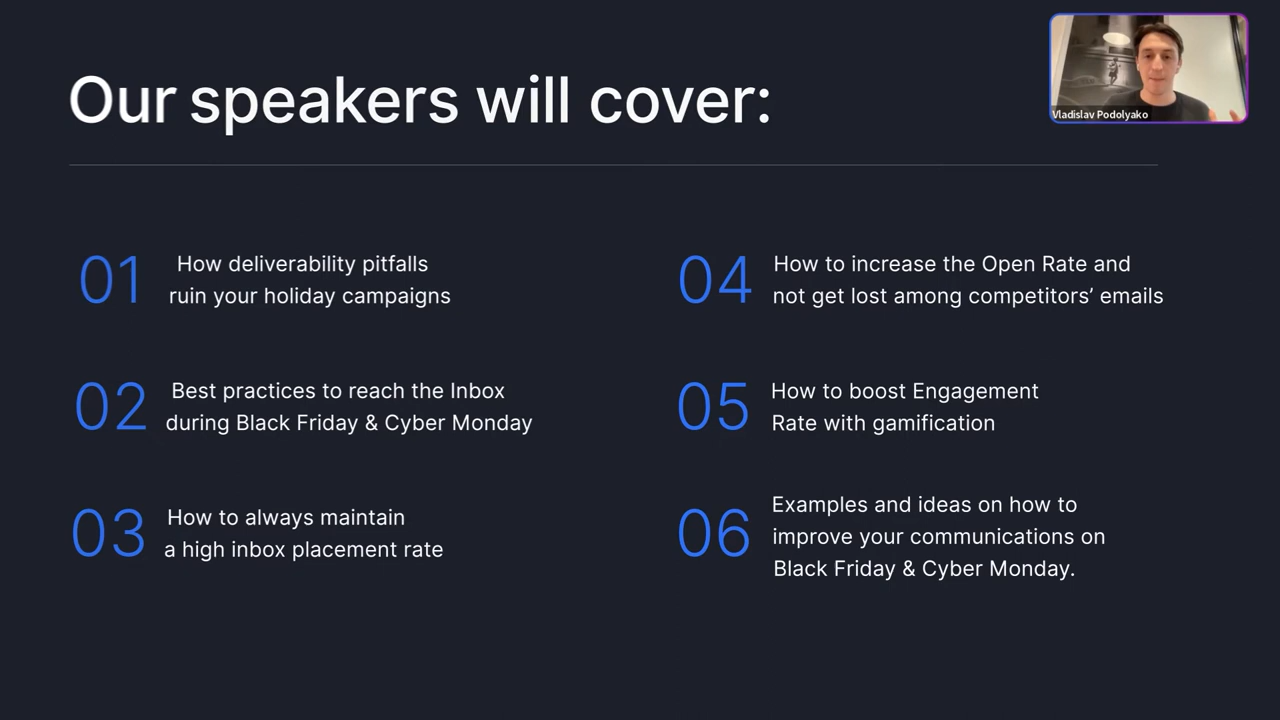 Our speakers will cover:
Vladislav Podolyako
01
How deliverability pitfalls
ruin your holiday campaigns
02
Best practices to reach the Inbox
during Black Friday & Cyber Monday
03
How to always maintain
a high inbox placement rate
04
How to increase the Open Rate and
not get lost among competitors’ emails
05
How to boost Engagement
Rate with gamification
06
Examples and ideas on how to
improve your communications on
Black Friday & Cyber Monday.